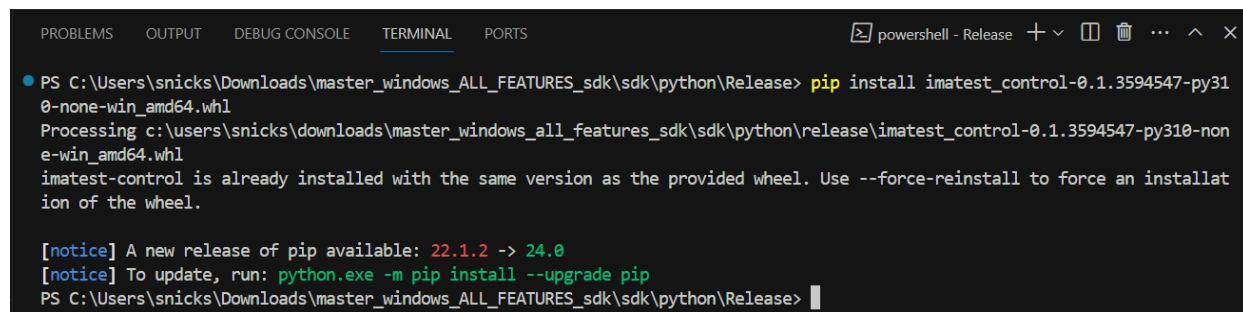 PROBLEMS OUTPUT DEBUG CONSOLE TERMINAL PORTS powershell - Release
PS C:\Users\snicks\Downloads\master_windows_ALL_FEATURES_sdk\sdk\python\Release> pip install imatest_control-0.1.3594547-py31
0-none-win_amd64.whl
Processing c:\users\snicks\downloads\master_windows_all_features_sdk\sdk\python\release\imatest_control-0.1.3594547-py310-non
e-win_amd64.whl
imatest-control is already installed with the same version as the provided wheel. Use --force-reinstall to force an installat
ion of the wheel.
[notice] A new release of pip available: 22.1.2 -> 24.0
[notice] To update, run: python.exe -m pip install --upgrade pip
PS C:\Users\snicks\Downloads\master_windows_ALL_FEATURES_sdk\sdk\python\Release>